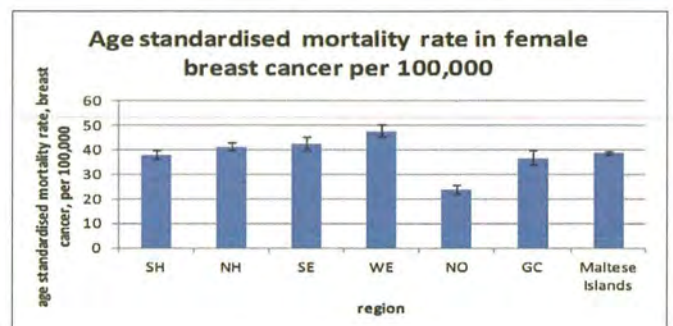 Age standardised mortality rate in female
breast cancer per 100,000
age standardised mortality rate, breast
cancer, per 100,000
60
50
40
30
20
10
0
SH NH SE WE NO GC Maltese
Islands
region